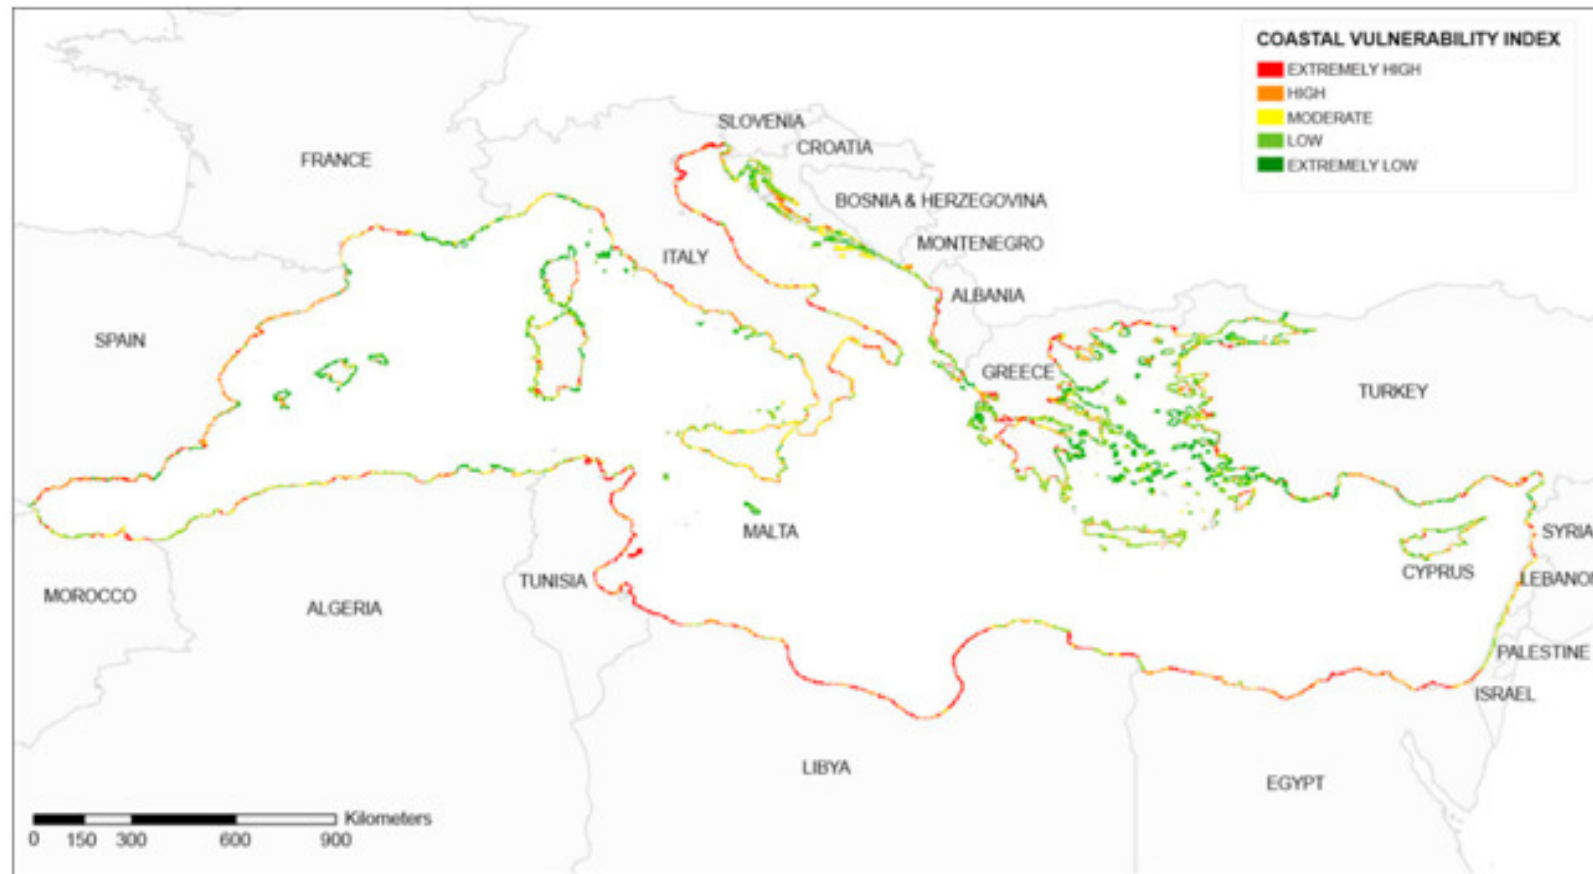 COASTAL VULNERABILITY INDEX
EXTREMELY HIGH
HIGH
MODERATE
LOW
EXTREMELY LOW
SLOVENIA
CROATIA
FRANCE
BOSNIA & HERZEGOVINA
MONTENEGRO
ITALY
ALBANIA
SPAIN
GREECE
TURKEY
MALTA
SYRIA
CYPRUS
LEBANON
TUNISIA
MOROCCO
ALGERIA
PALESTINE
ISRAEL
LIBYA
EGYPT
Kilometers
0 150 300 600 900